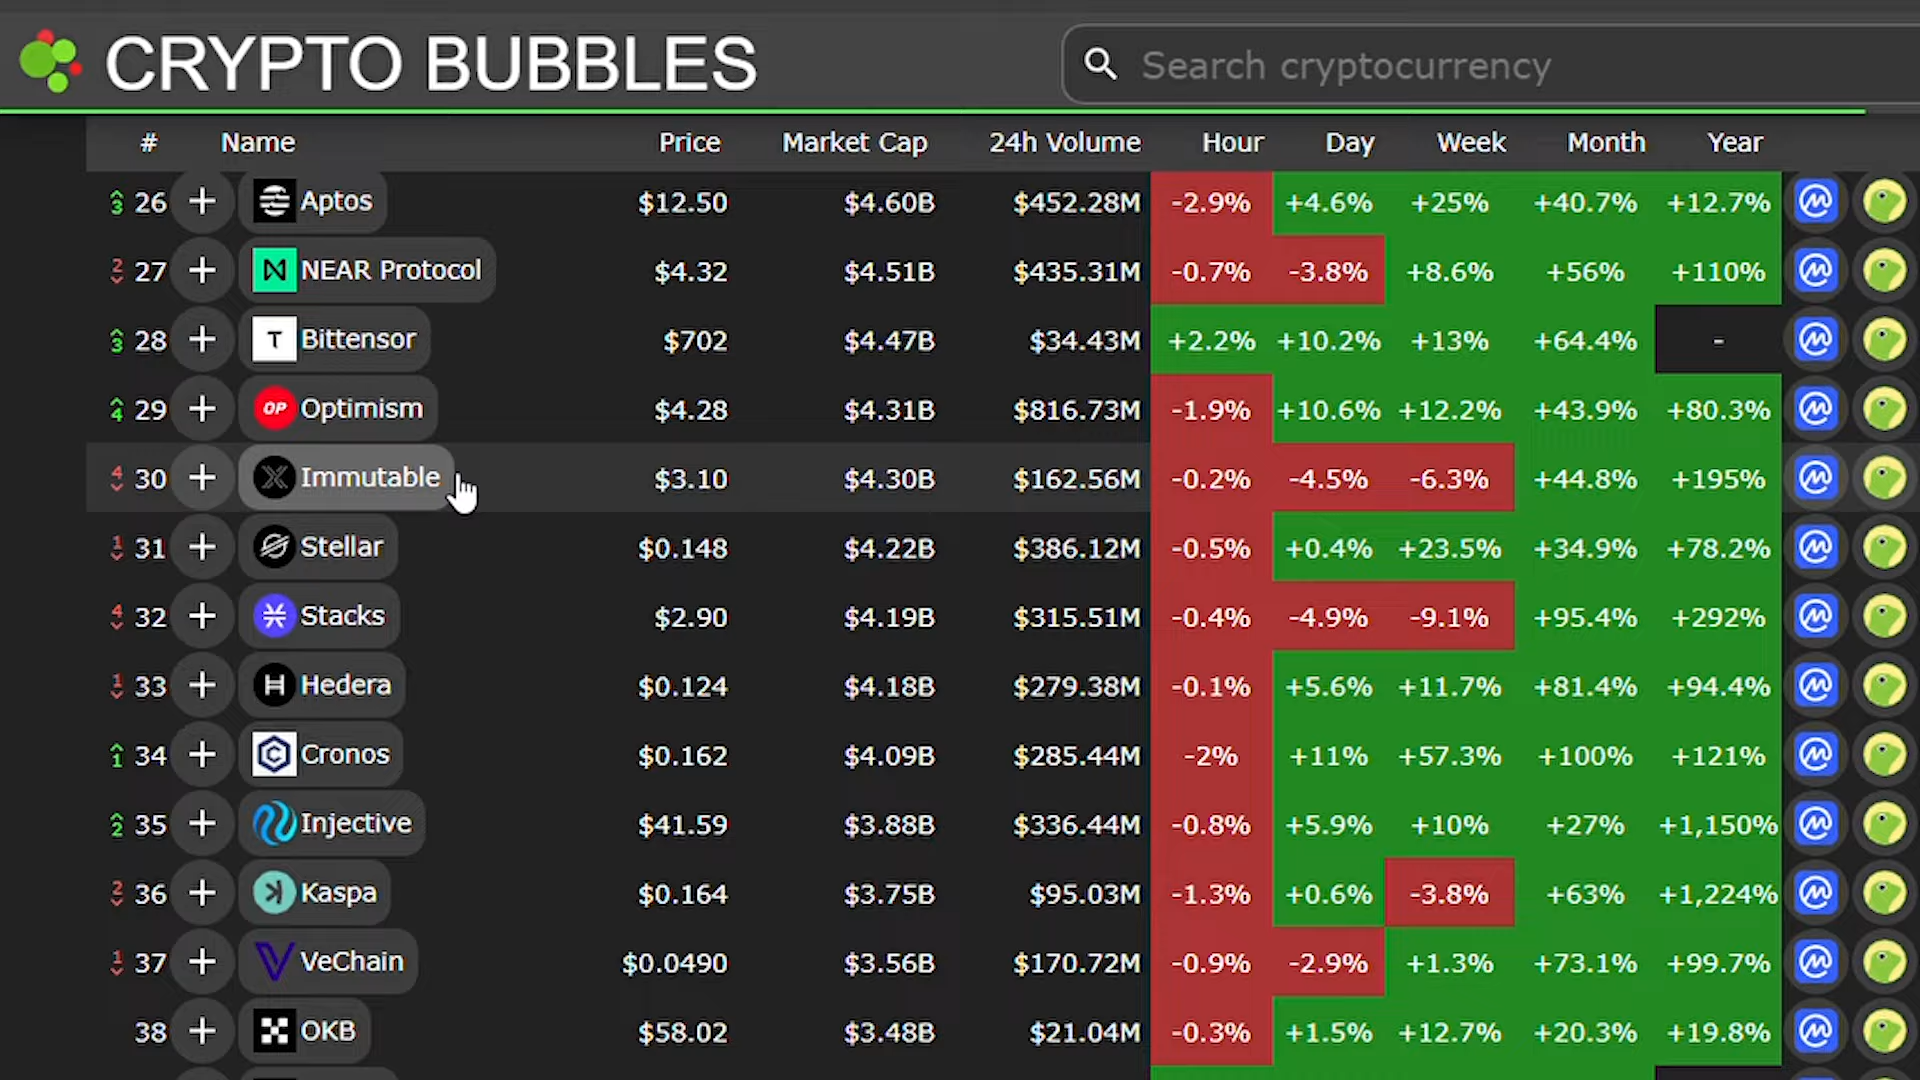 CRYPTO BUBBLES Search cryptocurrency
# Name Price Market Cap 24h Volume Hour Day Week Month Year
3 26 + Aptos $12.50 $4.60B $452.28M -2.9% +4.6% +25% +40.7% +12.7%
2 27 + NEAR Protocol $4.32 $4.51B $435.31M -0.7% -3.8% +8.6% +56% +110%
3 28 + T Bittensor $702 $4.47B $34.43M +2.2% +10.2% +13% +64.4% -
4 29 + OP Optimism $4.28 $4.31B $816.73M -1.9% +10.6% +12.2% +43.9% +80.3%
4 30 + Immutable $3.10 $4.30B $162.56M -0.2% -4.5% -6.3% +44.8% +195%
1 31 + Stellar $0.148 $4.22B $386.12M -0.5% +0.4% +23.5% +34.9% +78.2%
4 32 + Stacks $2.90 $4.19B $315.51M -0.4% -4.9% -9.1% +95.4% +292%
1 33 + H Hedera $0.124 $4.18B $279.38M -0.1% +5.6% +11.7% +81.4% +94.4%
1 34 + Cronos $0.162 $4.09B $285.44M -2% +11% +57.3% +100% +121%
2 35 + Injective $41.59 $3.88B $336.44M -0.8% +5.9% +10% +27% +1,150%
2 36 + Kaspa $0.164 $3.75B $95.03M -1.3% +0.6% -3.8% +63% +1,224%
1 37 + VeChain $0.0490 $3.56B $170.72M -0.9% -2.9% +1.3% +73.1% +99.7%
38 + OKB $58.02 $3.48B $21.04M -0.3% +1.5% +12.7% +20.3% +19.8%